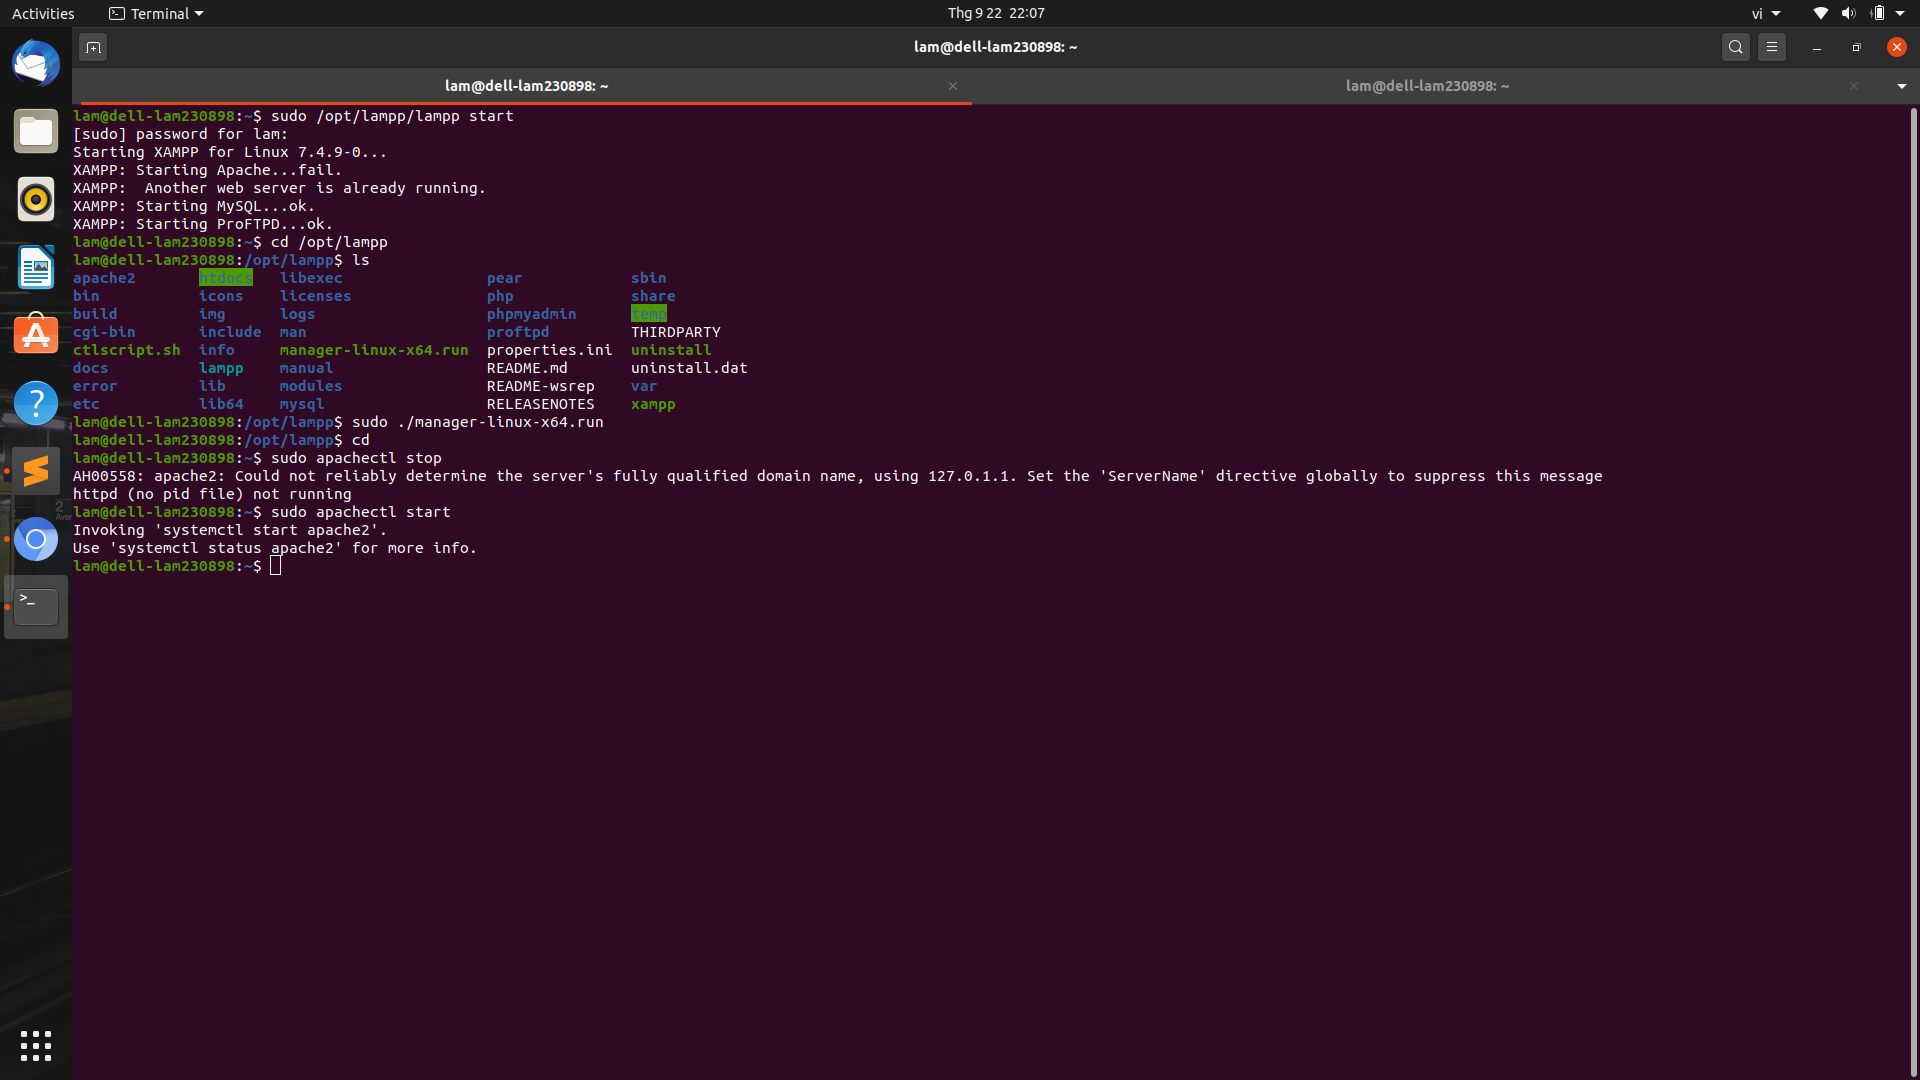 Activities
Terminal
Thg 9 22 22:07
vi
lam@dell-lam230898: ~
lam@dell-lam230898: ~
lam@dell-lam230898: ~
lam@dell-lam230898:~$ sudo /opt/lampp/lampp start
[sudo] password for lam:
Starting XAMPP for Linux 7.4.9-0...
XAMPP: Starting Apache...fail.
XAMPP:  Another web server is already running.
XAMPP: Starting MySQL...ok.
XAMPP: Starting ProFTPD...ok.
lam@dell-lam230898:~$ cd /opt/lampp
lam@dell-lam230898:/opt/lampp$ ls
apache2       htdocs   libexec              pear            sbin
bin           icons    licenses             php             share
build         img      logs                 phpmyadmin      temp
cgi-bin       include  man                  proftpd         THIRDPARTY
ctlscript.sh  info     manager-linux-x64.run  properties.ini  uninstall
docs          lampp    manual               README.md       uninstall.dat
error         lib      modules              README-wsrep    var
etc           lib64    mysql                RELEASENOTES    xampp
lam@dell-lam230898:/opt/lampp$ sudo ./manager-linux-x64.run
lam@dell-lam230898:/opt/lampp$ cd
lam@dell-lam230898:~$ sudo apachectl stop
AH00558: apache2: Could not reliably determine the server's fully qualified domain name, using 127.0.1.1. Set the 'ServerName' directive globally to suppress this message
httpd (no pid file) not running
lam@dell-lam230898:~$ sudo apachectl start
Invoking 'systemctl start apache2'.
Use 'systemctl status apache2' for more info.
lam@dell-lam230898:~$